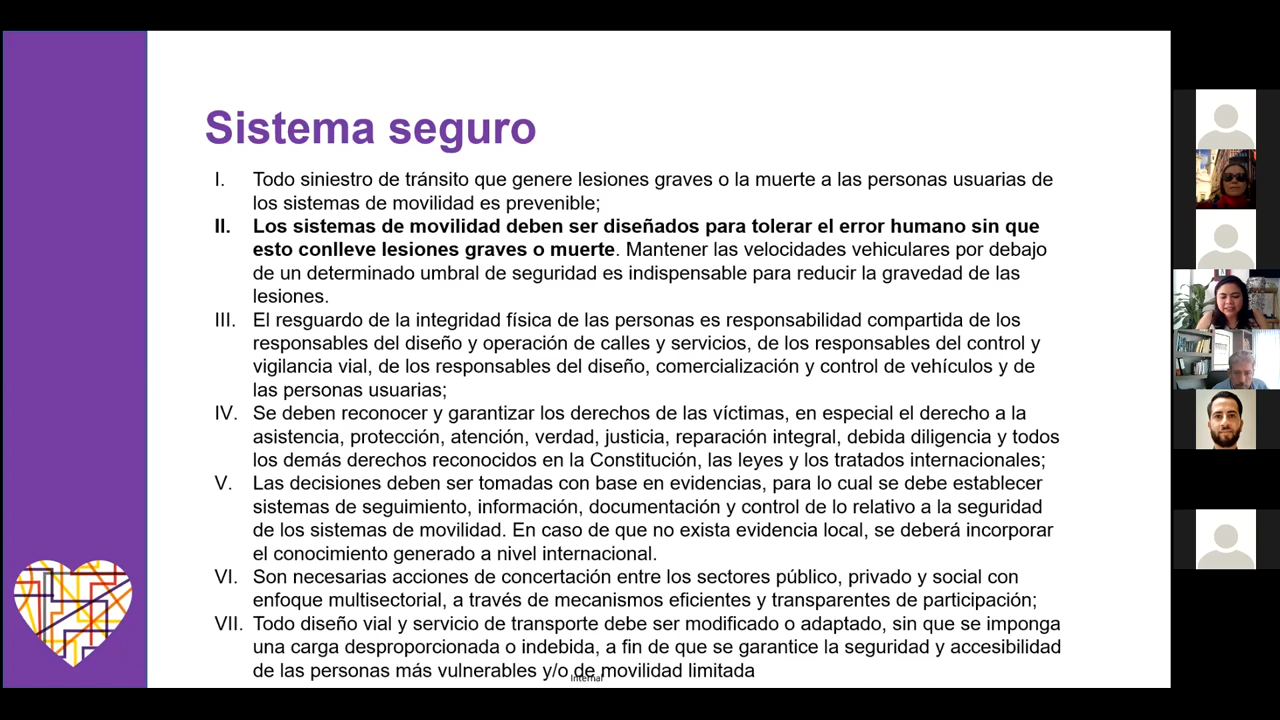 Sistema seguro
I. Todo siniestro de tránsito que genere lesiones graves o la muerte a las personas usuarias de
los sistemas de movilidad es prevenible;
II. Los sistemas de movilidad deben ser diseñados para tolerar el error humano sin que
esto conlleve lesiones graves o muerte. Mantener las velocidades vehiculares por debajo
de un determinado umbral de seguridad es indispensable para reducir la gravedad de las
lesiones.
III. El resguardo de la integridad física de las personas es responsabilidad compartida de los
responsables del diseño y operación de calles y servicios, de los responsables del control y
vigilancia vial, de los responsables del diseño, comercialización y control de vehículos y de
las personas usuarias;
IV. Se deben reconocer y garantizar los derechos de las víctimas, en especial el derecho a la
asistencia, protección, atención, verdad, justicia, reparación integral, debida diligencia y todos
los demás derechos reconocidos en la Constitución, las leyes y los tratados internacionales;
V. Las decisiones deben ser tomadas con base en evidencias, para lo cual se debe establecer
sistemas de seguimiento, información, documentación y control de lo relativo a la seguridad
de los sistemas de movilidad. En caso de que no exista evidencia local, se deberá incorporar
el conocimiento generado a nivel internacional.
VI. Son necesarias acciones de concertación entre los sectores público, privado y social con
enfoque multisectorial, a través de mecanismos eficientes y transparentes de participación;
VII. Todo diseño vial y servicio de transporte debe ser modificado o adaptado, sin que se imponga
una carga desproporcionada o indebida, a fin de que se garantice la seguridad y accesibilidad
de las personas más vulnerables y/o de movilidad limitada
Internal